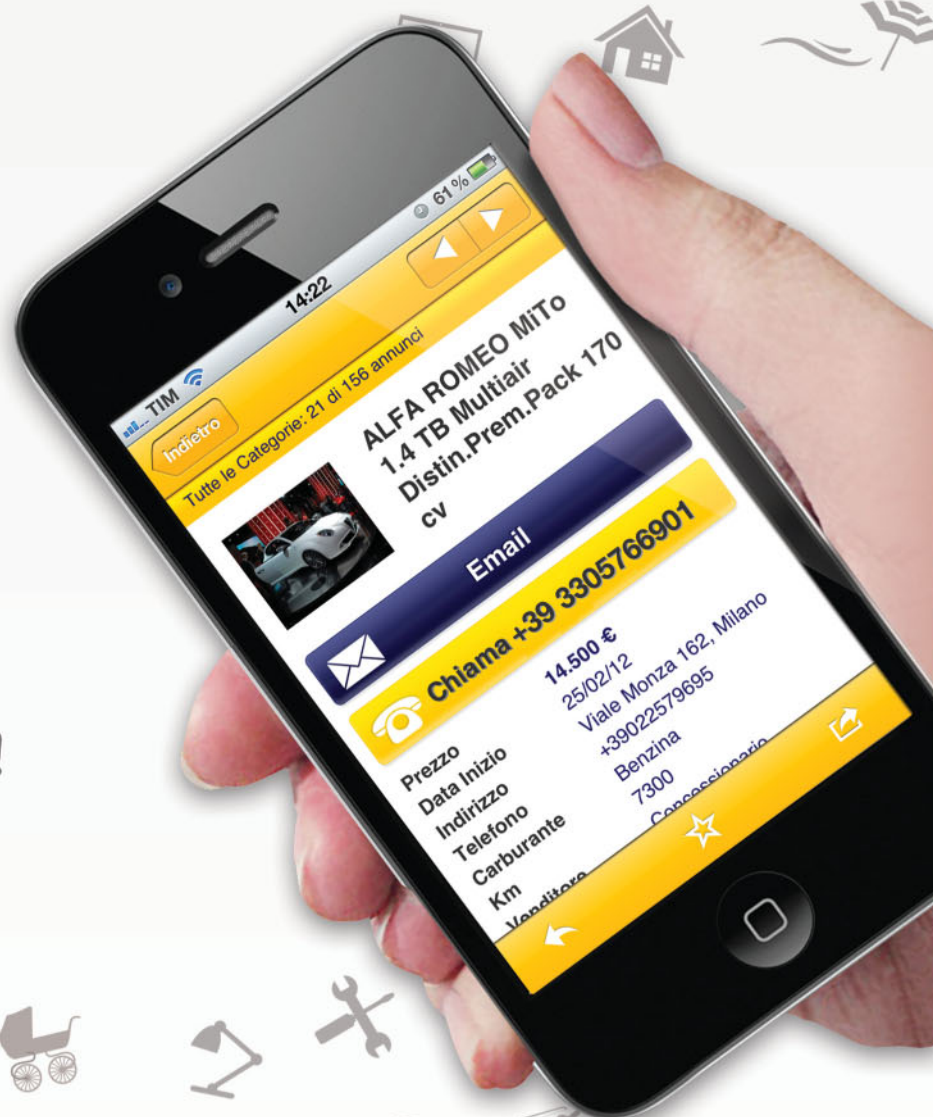 TIM
14:22
61 %
Indietro
Tutte le Categorie: 21 di 156 annunci
ALFA ROMEO MiTo
1.4 TB Multiair
Distin.Prem.Pack 170
cv
Email
Chiama +39 3305766901
Prezzo 14.500 €
Data Inizio 25/02/12
Indirizzo Viale Monza 162, Milano
Telefono +39022579695
Carburante Benzina
Km 7300
Venditore Concessionario